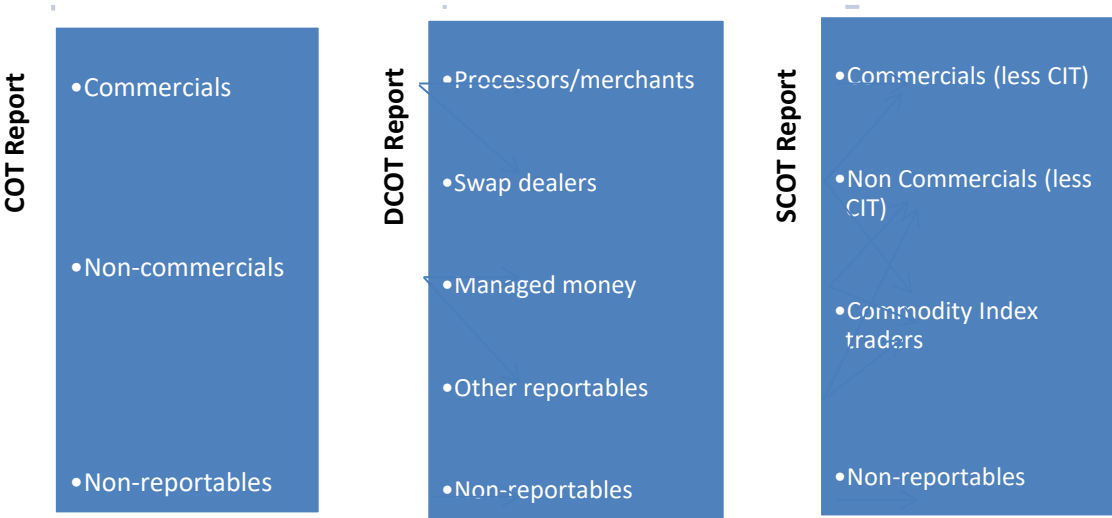 COT Report
•Commercials
•Non-commercials
•Non-reportables
DCOT Report
•Processors/merchants
•Swap dealers
•Managed money
•Other reportables
•Non-reportables
SCOT Report
•Commercials (less CIT)
•Non Commercials (less
CIT)
•Commodity Index
traders
•Non-reportables